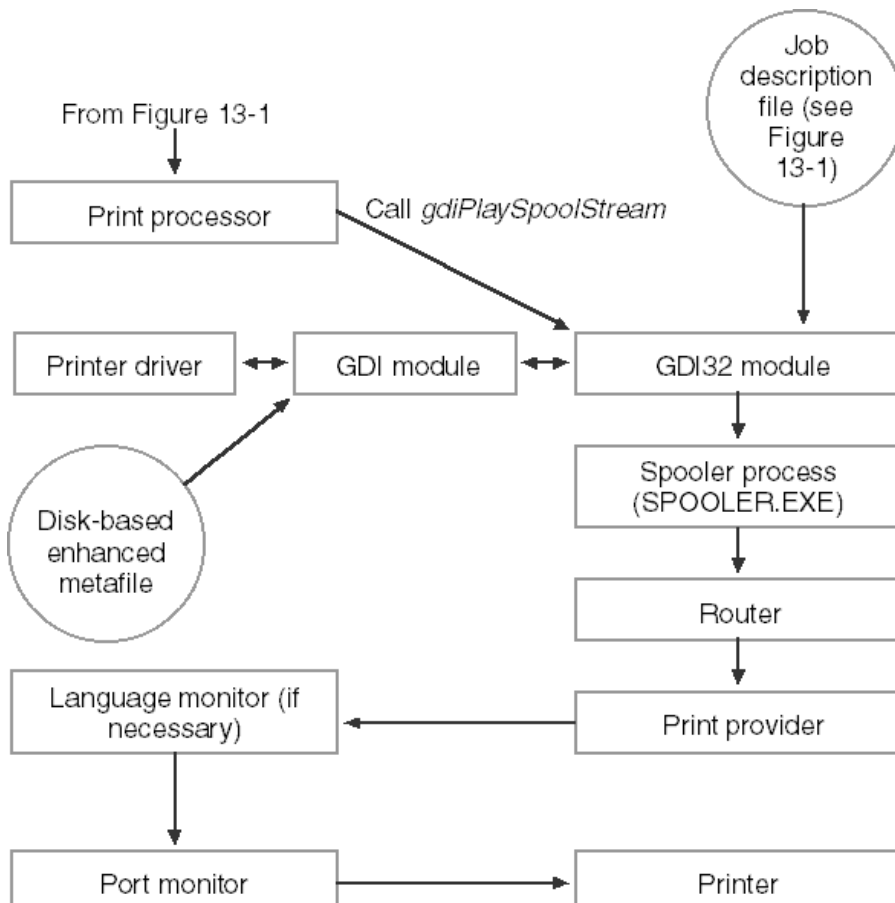 Job
description
file (see
Figure
13-1)
From Figure 13-1
Print processor
Call gdiPlaySpoolStream
Printer driver
GDI module
GDI32 module
Disk-based
enhanced
metafile
Spooler process
(SPOOLER.EXE)
Router
Language monitor (if
necessary)
Print provider
Port monitor
Printer